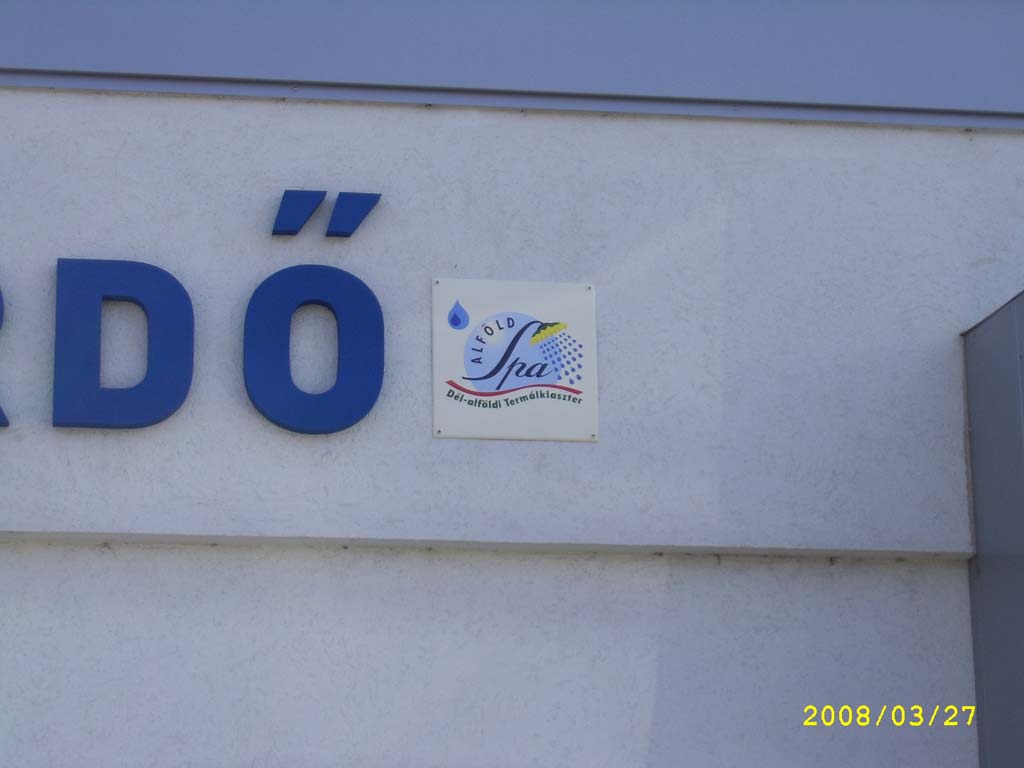 RDŐ
ALFÖLD
Spa
Dél-alföldi Termálklaszter
2008/03/27